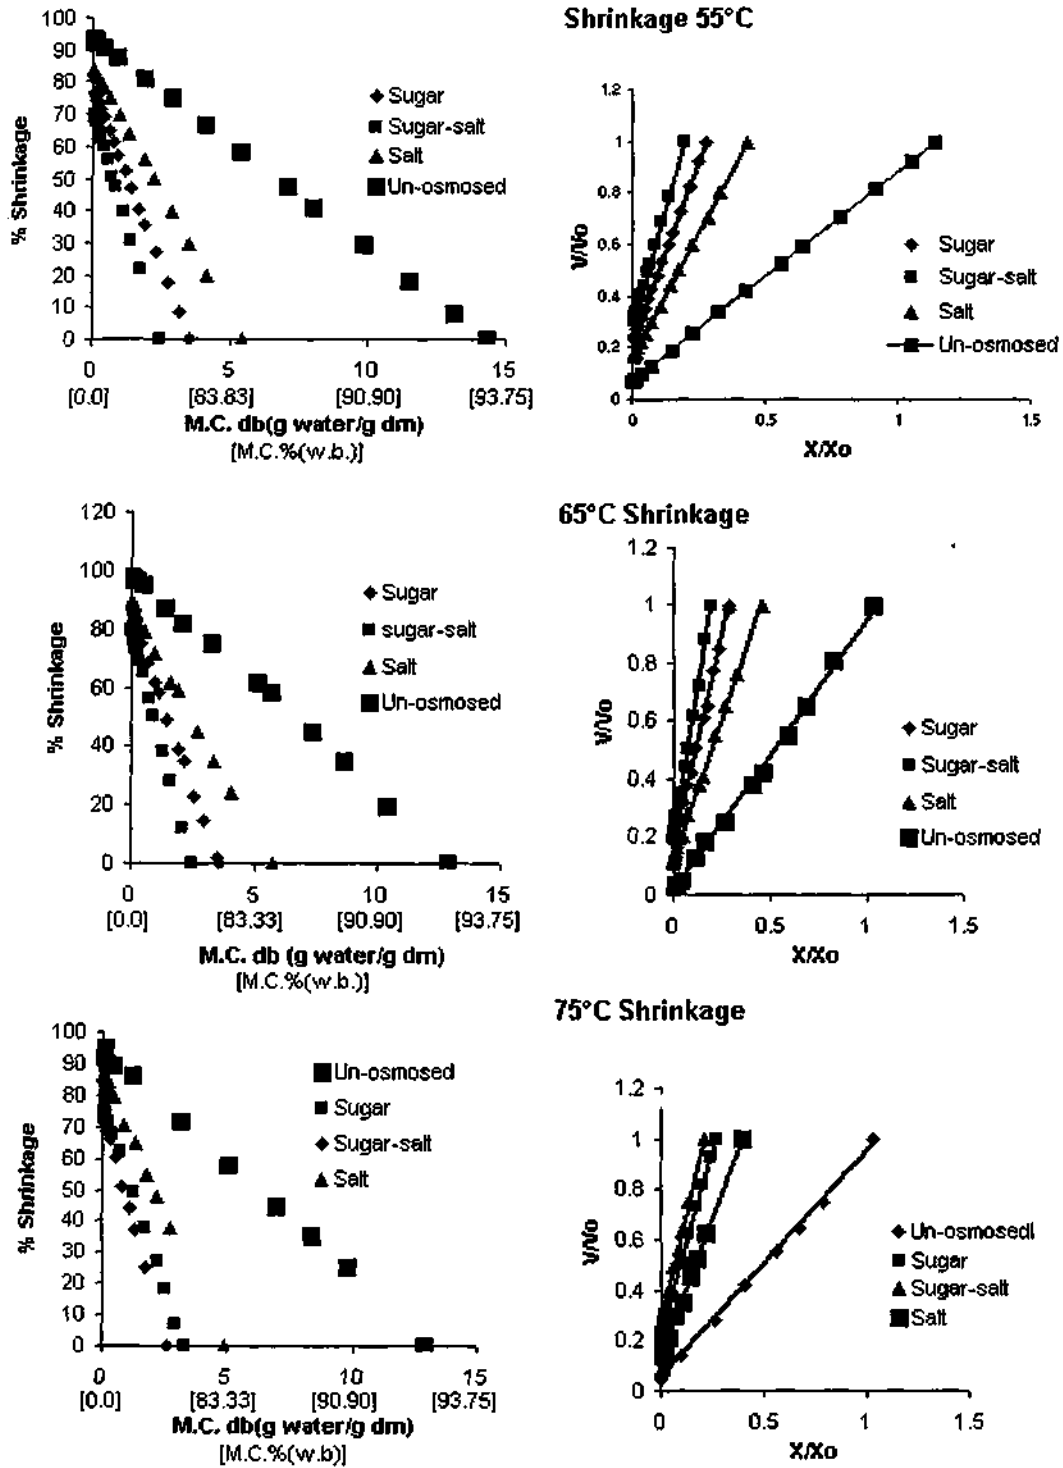 Shrinkage 55°C
100
90
80
70
60
50
40
30
20
10
0
% Shrinkage
Sugar
Sugar-salt
Salt
Un-osmosed
0 5 10 15
[0.0] [83.83] [90.90] [93.75]
M.C. db(g water/g dm)
[M.C.%(w.b.)]
1.2
1
0.8
0.6
0.4
0.2
0
V/Vo
Sugar
Sugar-salt
Salt
Un-osmosed
0 0.5 1 1.5
X/Xo
65°C Shrinkage
120
100
80
60
40
20
0
% Shrinkage
Sugar
sugar-salt
Salt
Un-osmosed
0 5 10 15
[0.0] [83.33] [90.90] [93.75]
M.C. db (g water/g dm)
[M.C.%(w.b.)]
1.2
1
0.8
0.6
0.4
0.2
0
V/Vo
Sugar
Sugar-salt
Salt
Un-osmosed
0 0.5 1 1.5
X/Xo
75°C Shrinkage
100
90
80
70
60
50
40
30
20
10
0
% Shrinkage
Un-osmosed
Sugar
Sugar-salt
Salt
0 5 10 15
[0.0] [83.33] [90.90] [93.75]
M.C. db(g water/g dm)
[M.C.%(w.b)]
1.2
1
0.8
0.6
0.4
0.2
0
V/Vo
Un-osmosedl
Sugar
Sugar-salt
Salt
0 0.5 1 1.5
X/Xo